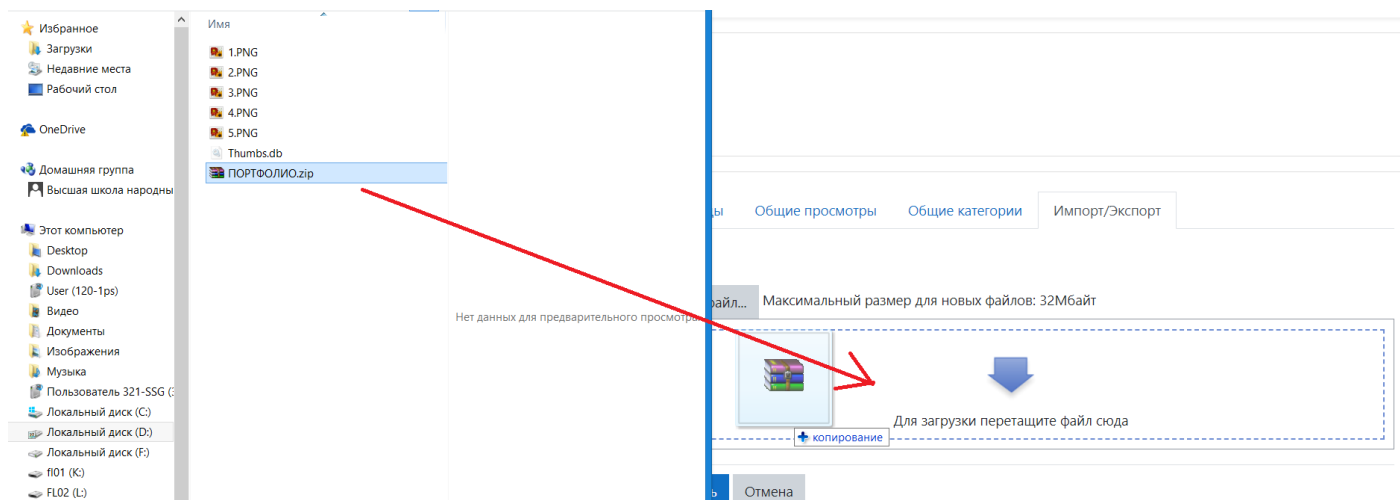 Избранное
Загрузки
Недавние места
Рабочий стол
OneDrive
Домашняя группа
Высшая школа народны
Этот компьютер
Desktop
Downloads
User (120-1ps)
Видео
Документы
Изображения
Музыка
Пользователь 321-SSG (:
Локальный диск (C:)
Локальный диск (D:)
Локальный диск (F:)
fl01 (K:)
FL02 (L:)
Имя
1.PNG
2.PNG
3.PNG
4.PNG
5.PNG
Thumbs.db
ПОРТФОЛИО.zip
Нет данных для предварительного просмотра.
ды Общие просмотры Общие категории Импорт/Экспорт
файл... Максимальный размер для новых файлов: 32Мбайт
Для загрузки перетащите файл сюда
копирование
ь Отмена